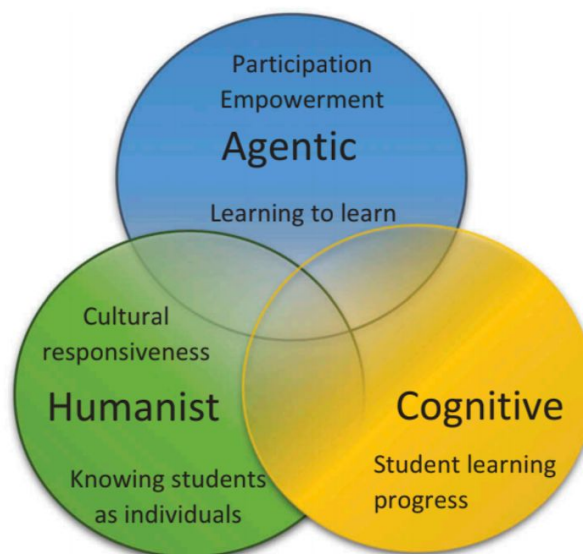 Participation
Empowerment
Agentic
Learning to learn
Cultural
responsiveness
Humanist
Knowing students
as individuals
Cognitive
Student learning
progress